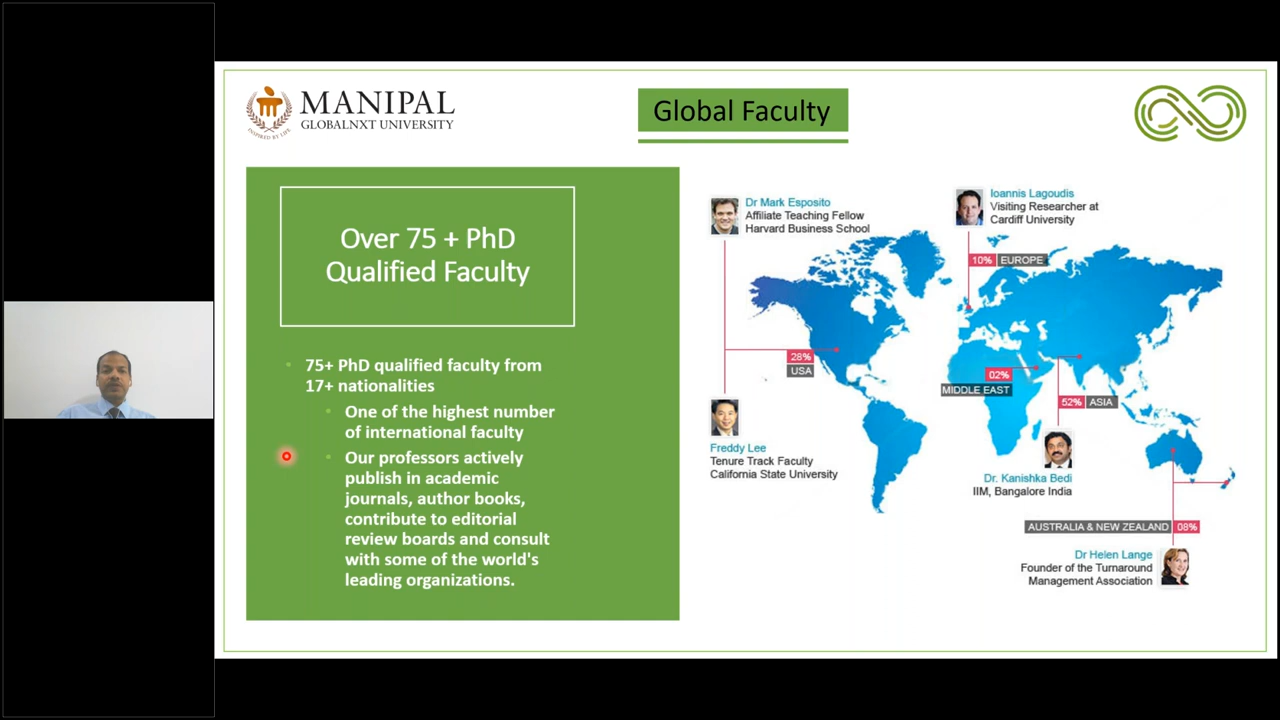 MANIPAL
GLOBALNXT UNIVERSITY
INSPIRED BY LIFE
Global Faculty
Over 75 + PhD
Qualified Faculty
75+ PhD qualified faculty from
17+ nationalities
One of the highest number
of international faculty
Our professors actively
publish in academic
journals, author books,
contribute to editorial
review boards and consult
with some of the world's
leading organizations.
Dr Mark Esposito
Affiliate Teaching Fellow
Harvard Business School
Ioannis Lagoudis
Visiting Researcher at
Cardiff University
10% EUROPE
28%
USA
02%
MIDDLE EAST
52% ASIA
Freddy Lee
Tenure Track Faculty
California State University
Dr. Kanishka Bedi
IIM, Bangalore India
AUSTRALIA & NEW ZEALAND 08%
Dr Helen Lange
Founder of the Turnaround
Management Association